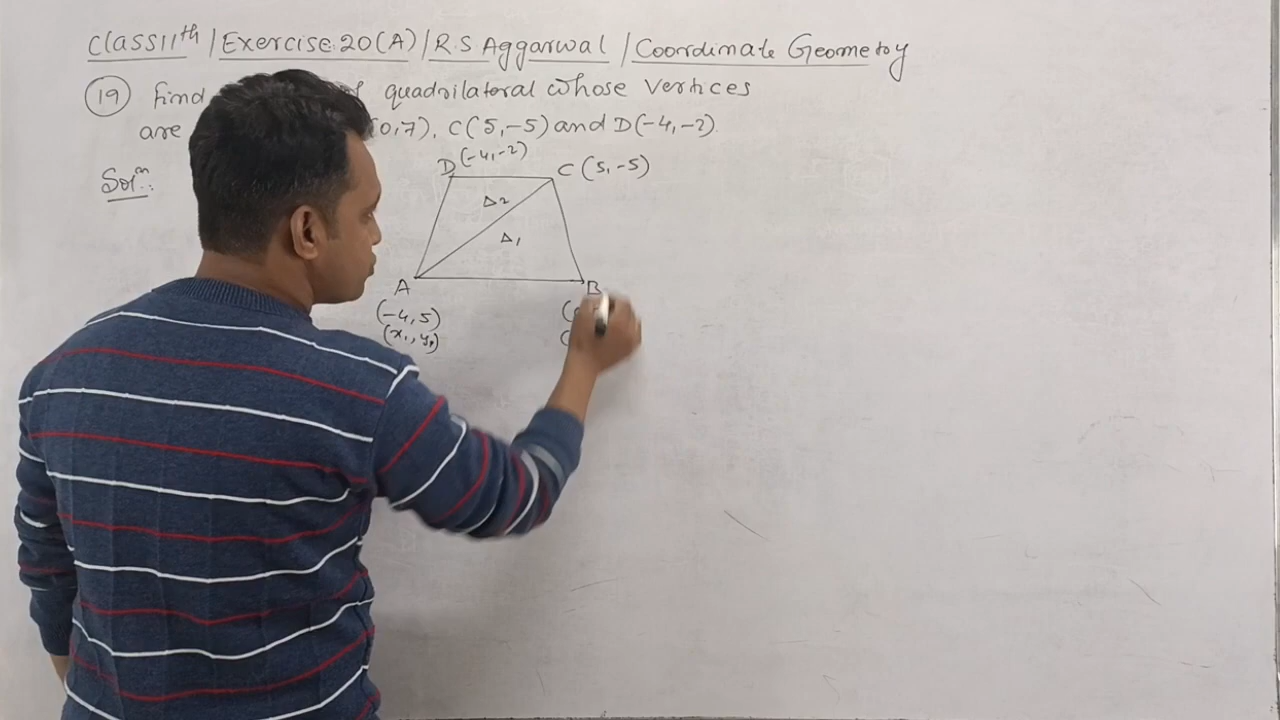 Class11th / Exercise:20(A) / R.S Aggarwal / Coordinate Geometry
(19) Find quadrilateral whose vertices
are 0,7), C(5,-5) and D(-4,-2).
Solⁿ:
D(-4,-2) C(5,-5)
Δ2
Δ1
A B
(-4,5)
(x1, y1)